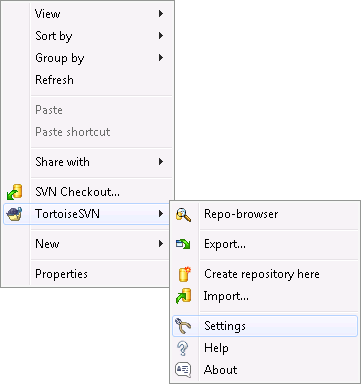 View
Sort by
Group by
Refresh
Paste
Paste shortcut
Share with
SVN Checkout...
TortoiseSVN
New
Properties
Repo-browser
Export...
Create repository here
Import...
Settings
Help
About